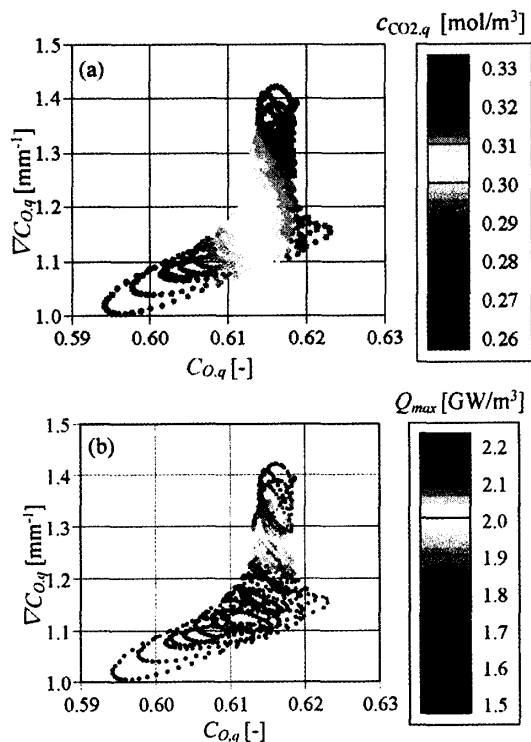 c_CO2,q [mol/m³]
(a)
1.5
1.4
1.3
1.2
1.1
1.0
∇C_O,q [mm⁻¹]
0.59 0.60 0.61 0.62 0.63
C_O,q [-]
0.33
0.32
0.31
0.30
0.29
0.28
0.27
0.26
Q_max [GW/m³]
(b)
1.5
1.4
1.3
1.2
1.1
1.0
∇C_O,q [mm⁻¹]
0.59 0.60 0.61 0.62 0.63
C_O,q [-]
2.2
2.1
2.0
1.9
1.8
1.7
1.6
1.5